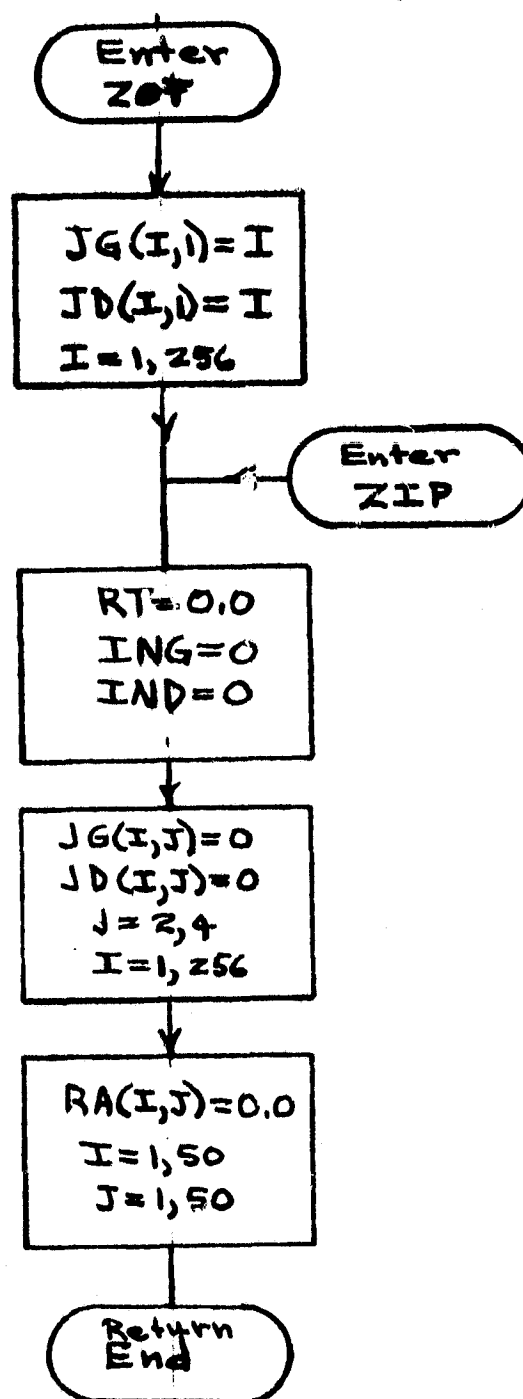 Enter
JG(I,1)=I
JD(I,1)=I
I=1,256
Enter
ZIP
RT=0.0
ING=0
IND=0
JG(I,J)=0
JD(I,J)=0
J=2,4
I=1,256
RA(I,J)=0.0
I=1,50
J=1,50
Return
End